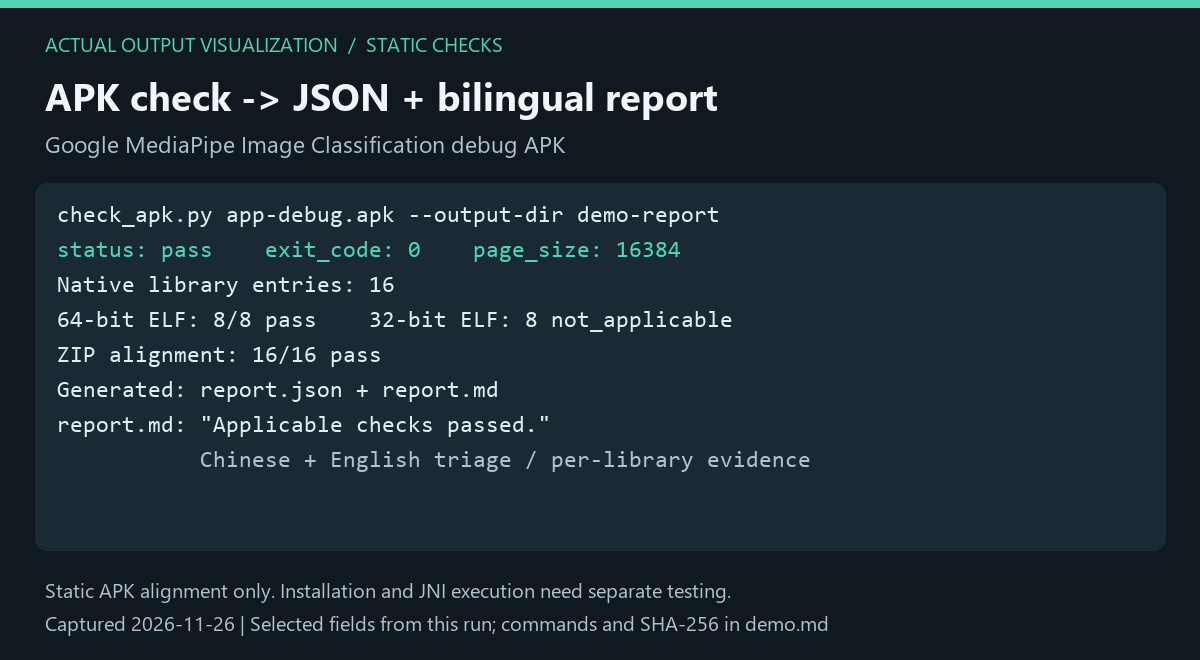 ACTUAL OUTPUT VISUALIZATION / STATIC CHECKS
APK check -> JSON + bilingual report
Google MediaPipe Image Classification debug APK
check_apk.py app-debug.apk --output-dir demo-report
status: pass    exit_code: 0    page_size: 16384
Native library entries: 16
64-bit ELF: 8/8 pass    32-bit ELF: 8 not_applicable
ZIP alignment: 16/16 pass
Generated: report.json + report.md
report.md: "Applicable checks passed."
Chinese + English triage / per-library evidence
Static APK alignment only. Installation and JNI execution need separate testing.
Captured 2026-11-26 | Selected fields from this run; commands and SHA-256 in demo.md